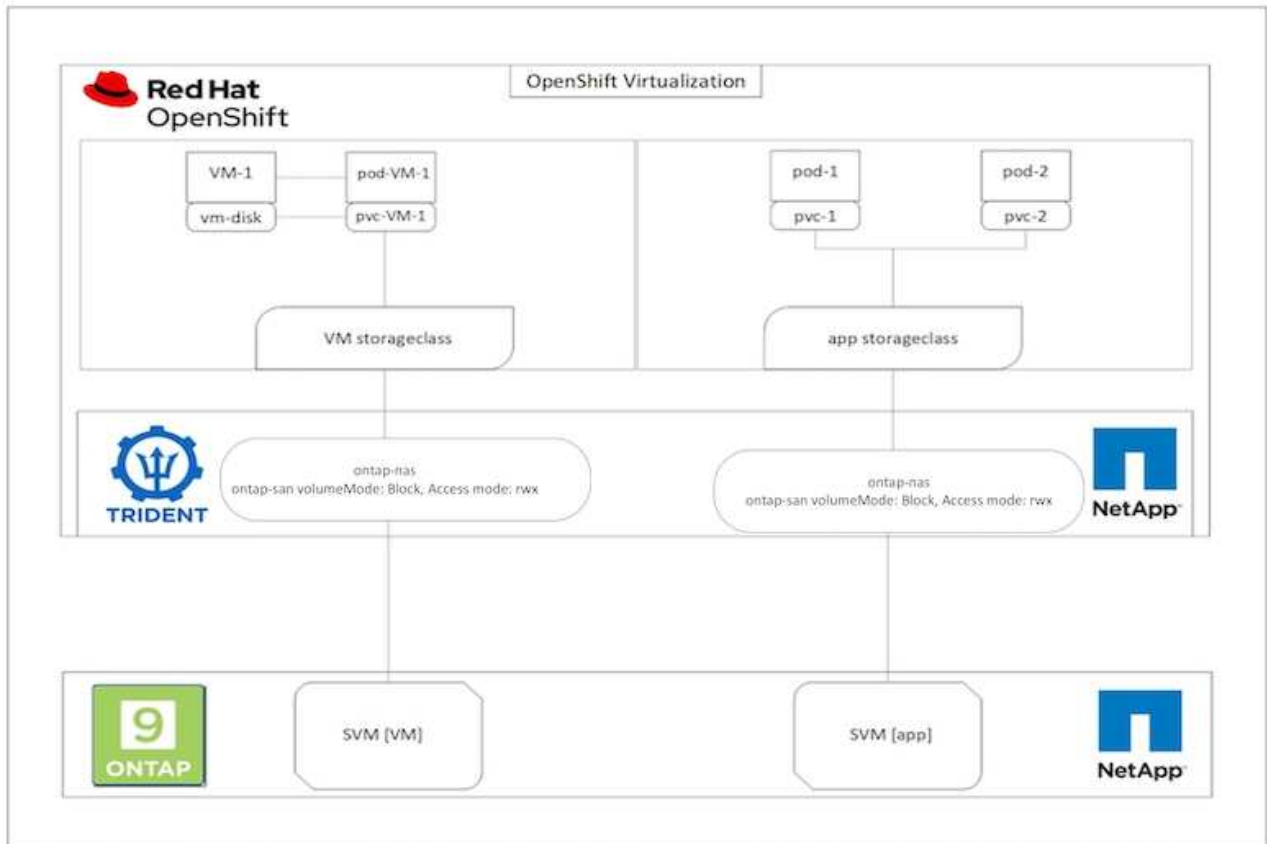 OpenShift Virtualization
Red Hat
OpenShift
VM-1
pod-VM-1
pod-1
pod-2
vm-disk
pvc-VM-1
pvc-1
pvc-2
VM storageclass
app storageclass
TRIDENT
ontap-nas
ontap-san volumeMode: Block, Access mode: rwx
ontap-nas
ontap-san volumeMode: Block, Access mode: rwx
NetApp
9
ONTAP
SVM [VM]
SVM [app]
NetApp